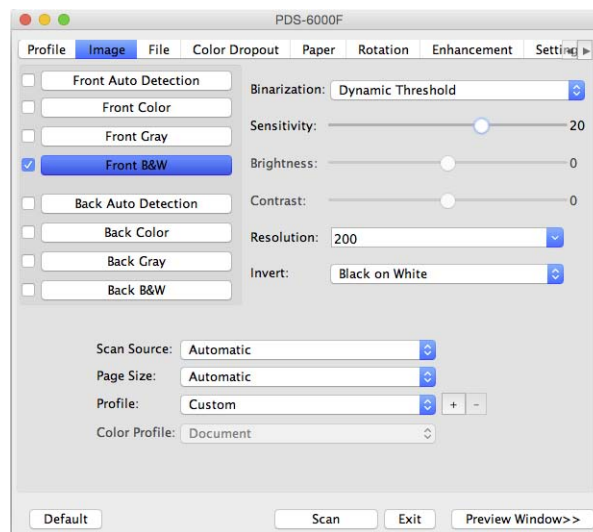 PDS-6000F
Profile Image File Color Dropout Paper Rotation Enhancement
Front Auto Detection
Front Color
Front Gray
Front B&W
Back Auto Detection
Back Color
Back Gray
Back B&W
Binarization: Dynamic Threshold
Sensitivity: 20
Brightness: 0
Contrast: 0
Resolution: 200
Invert: Black on White
Scan Source: Automatic
Page Size: Automatic
Profile: Custom + -
Color Profile: Document
Default Scan Exit Preview Window>>